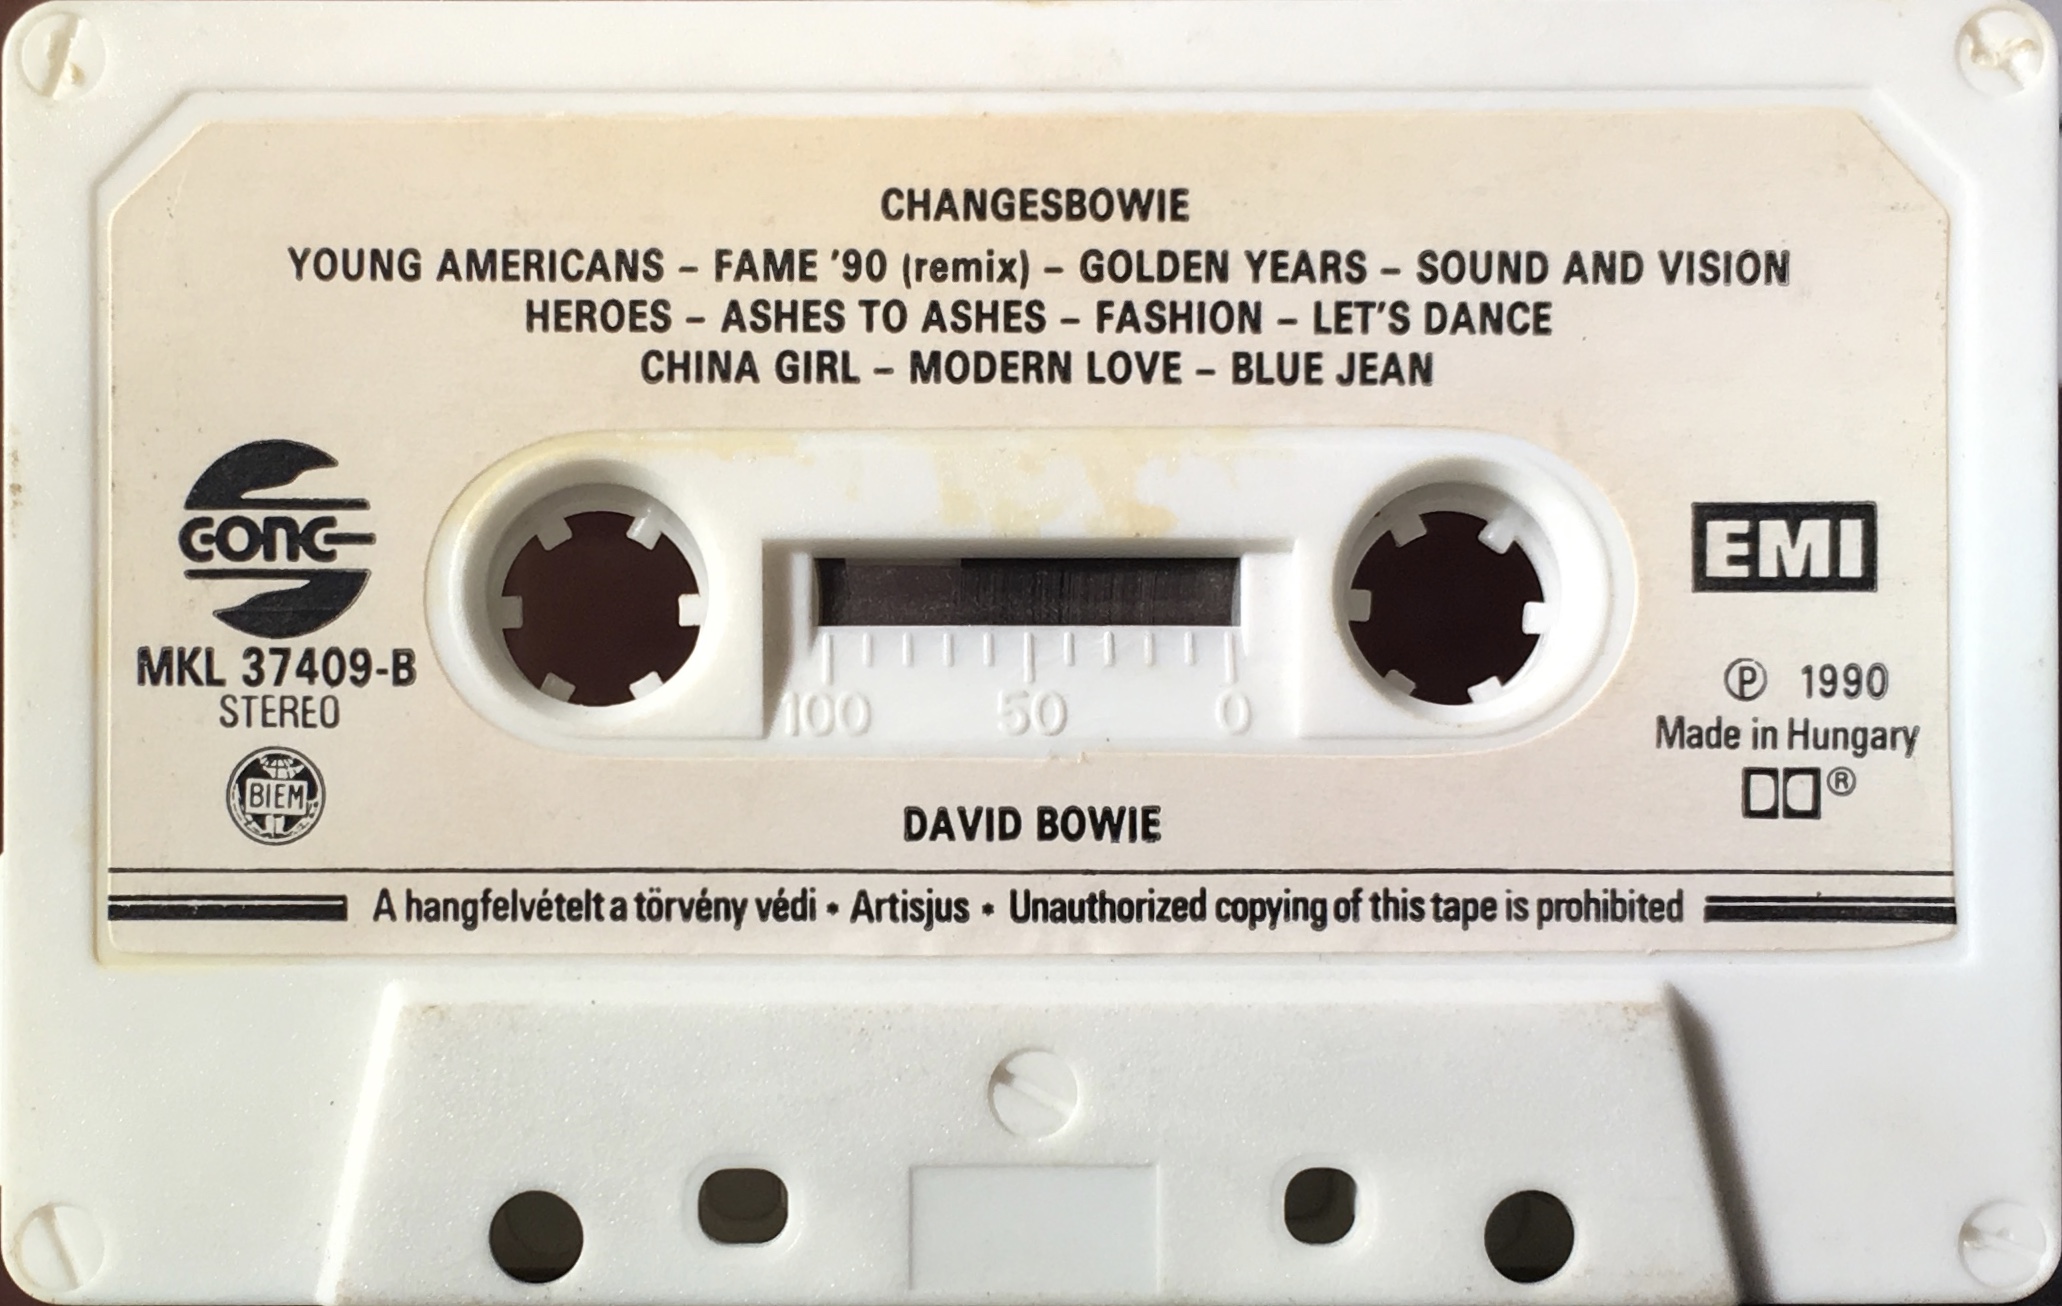 CHANGESBOWIE
YOUNG AMERICANS – FAME '90 (remix) – GOLDEN YEARS – SOUND AND VISION
HEROES – ASHES TO ASHES – FASHION – LET'S DANCE
CHINA GIRL – MODERN LOVE – BLUE JEAN
GONG
EMI
MKL 37409-B
STEREO
BIEM
100 50 0
Ⓟ 1990
Made in Hungary
®
DAVID BOWIE
A hangfelvételt a törvény védi • Artisjus • Unauthorized copying of this tape is prohibited